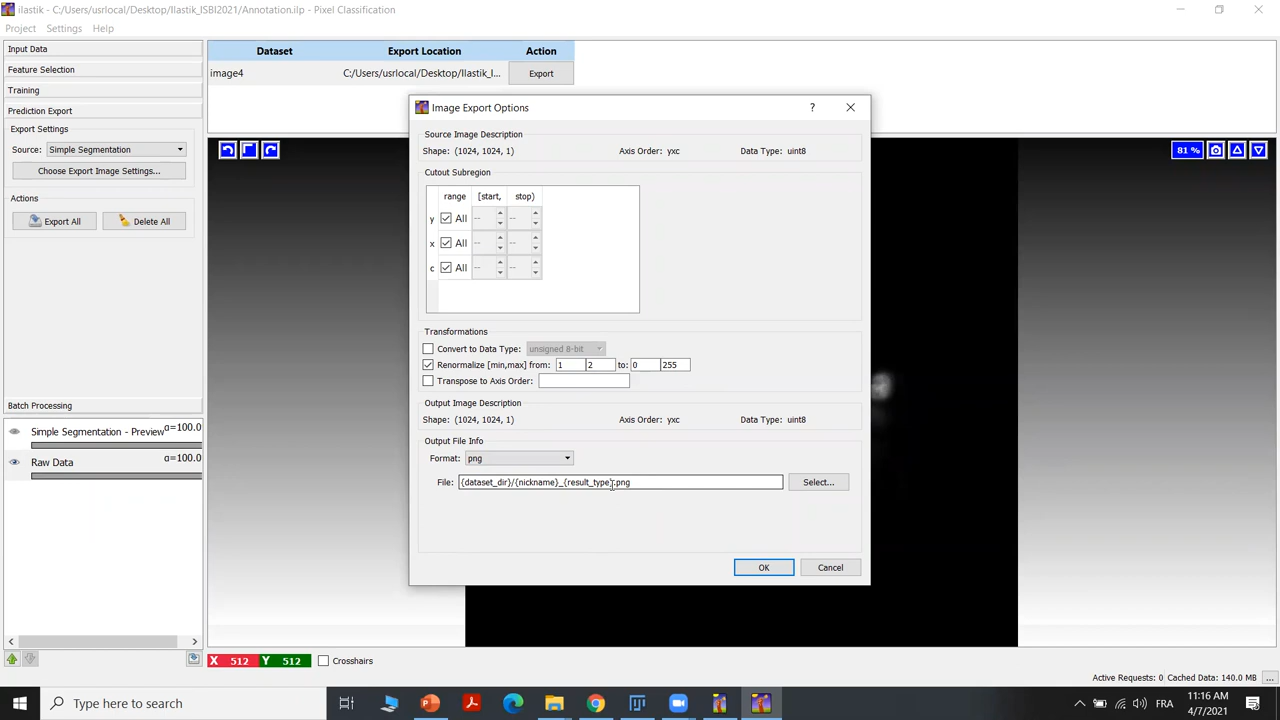 ilastik - C:/Users/usrlocal/Desktop/Ilastik_ISBI2021/Annotation.ilp - Pixel Classification
Project Settings Help
Input Data
Feature Selection
Training
Prediction Export
Export Settings
Source: Simple Segmentation
Choose Export Image Settings...
Actions
Export All Delete All
Batch Processing
Simple Segmentation - Preview α=100.0
Raw Data α=100.0
Dataset Export Location Action
image4 C:/Users/usrlocal/Desktop/Ilastik_I... Export
81 %
Image Export Options
Source Image Description
Shape: (1024, 1024, 1) Axis Order: yxc Data Type: uint8
Cutout Subregion
range [start, stop)
y All -- --
x All -- --
c All -- --
Transformations
Convert to Data Type: unsigned 8-bit
Renormalize [min,max] from: 1 2 to: 0 255
Transpose to Axis Order:
Output Image Description
Shape: (1024, 1024, 1) Axis Order: yxc Data Type: uint8
Output File Info
Format: png
File: {dataset_dir}/{nickname}_{result_type}.png Select...
OK Cancel
X 512 Y 512 Crosshairs
Active Requests: 0 Cached Data: 140.0 MB ...
Type here to search
FRA
11:16 AM
4/7/2021